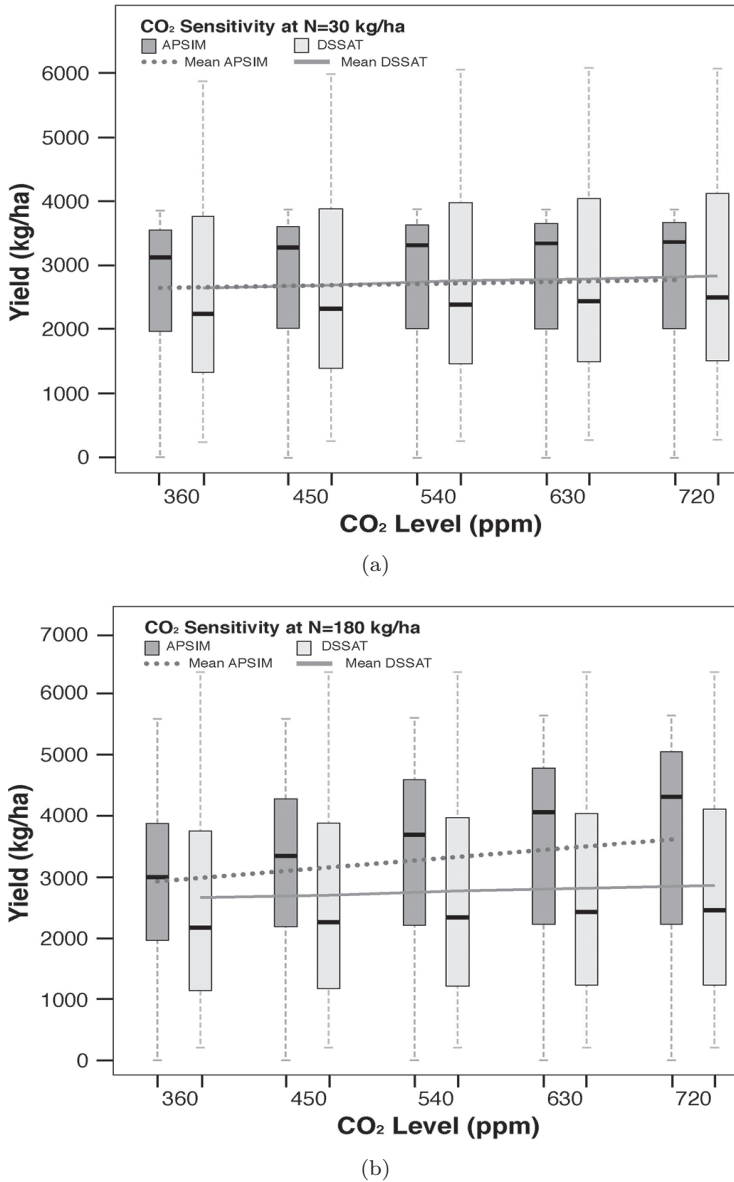 CO₂ Sensitivity at N=30 kg/ha
APSIM DSSAT
Mean APSIM Mean DSSAT
Yield (kg/ha)
6000
5000
4000
3000
2000
1000
0
360 450 540 630 720
CO₂ Level (ppm)
(a)
CO₂ Sensitivity at N=180 kg/ha
APSIM DSSAT
Mean APSIM Mean DSSAT
Yield (kg/ha)
7000
6000
5000
4000
3000
2000
1000
0
360 450 540 630 720
CO₂ Level (ppm)
(b)